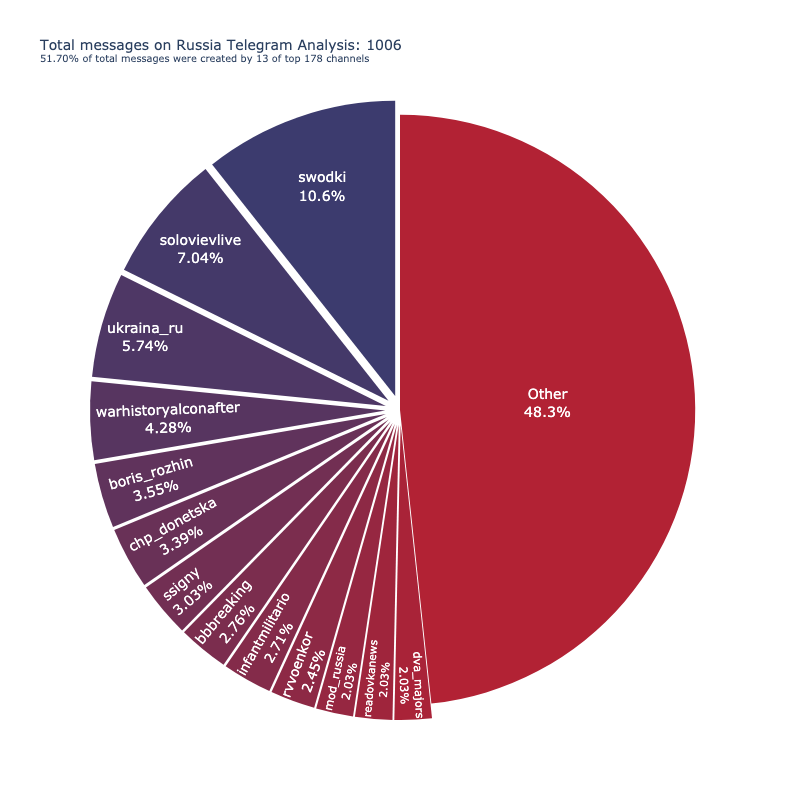 Total messages on Russia Telegram Analysis: 1006
51.70% of total messages were created by 13 of top 178 channels
swodki
10.6%
solovievlive
7.04%
ukraina_ru
5.74%
warhistoryalconafter
4.28%
boris_rozhin
3.55%
chp_donetska
3.39%
ssigny
3.03%
bbbreaking
2.76%
infantmilitario
2.71%
rvvoenkor
2.45%
mod_russia
2.03%
readovkanews
2.03%
dva_majors
2.03%
Other
48.3%